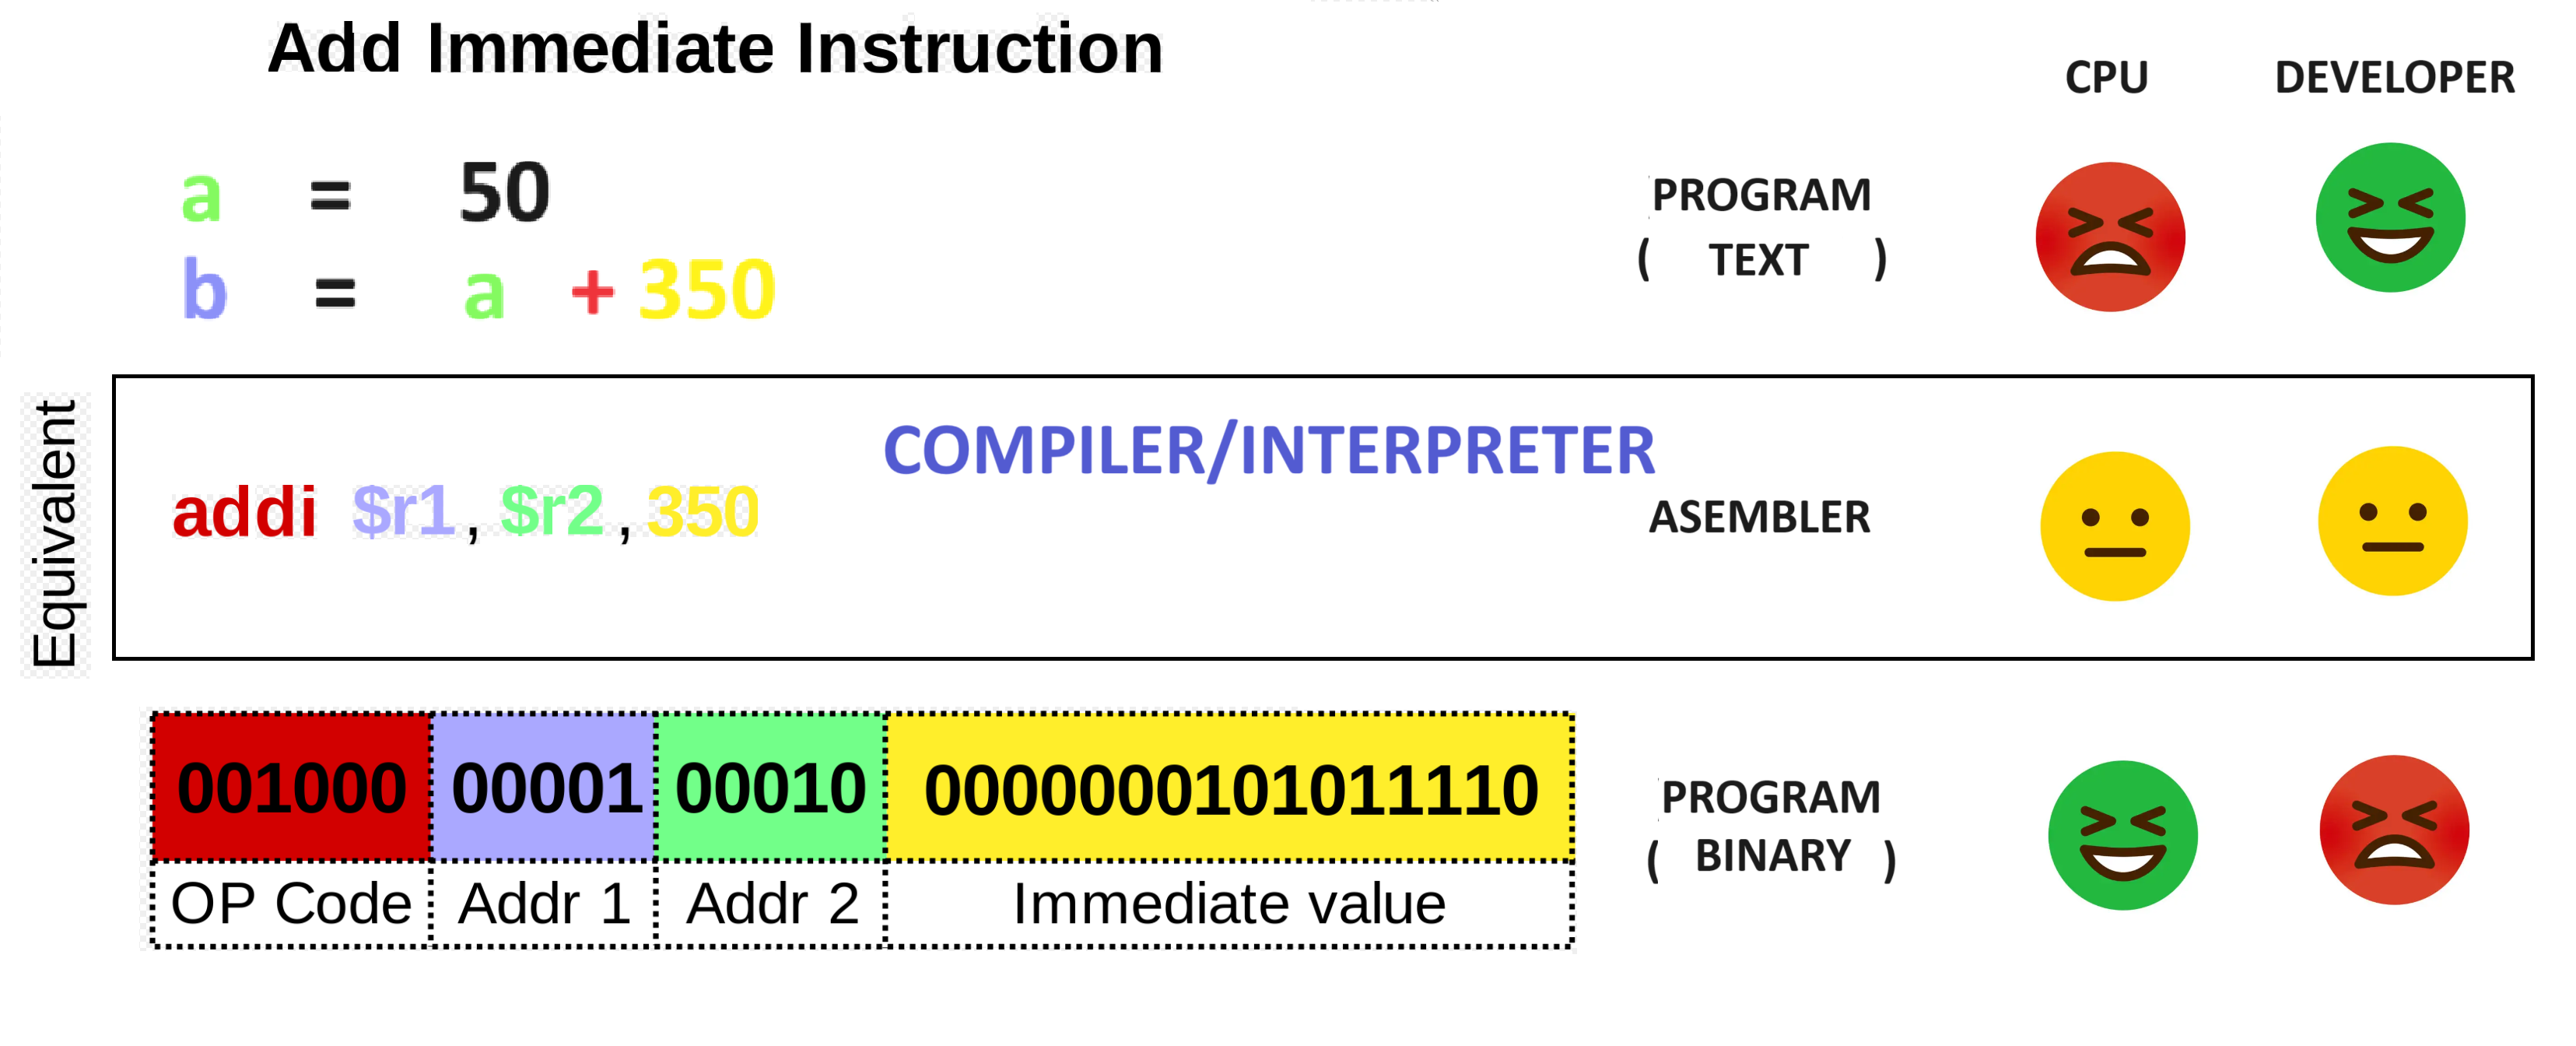 Add Immediate Instruction
CPU DEVELOPER
a = 50
b = a + 350
PROGRAM
( TEXT )
Equivalent
COMPILER/INTERPRETER
addi $r1 , $r2 , 350
ASEMBLER
001000 00001 00010 0000000101011110
OP Code Addr 1 Addr 2 Immediate value
PROGRAM
( BINARY )